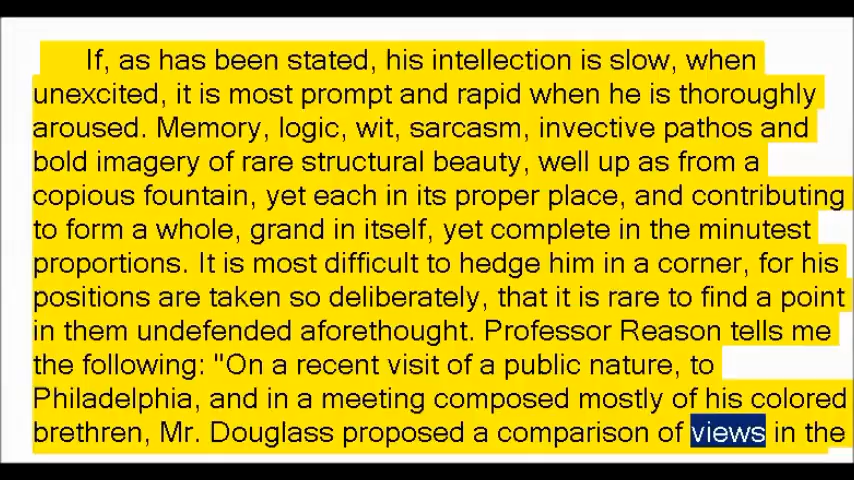 If, as has been stated, his intellection is slow, when
unexcited, it is most prompt and rapid when he is thoroughly
aroused. Memory, logic, wit, sarcasm, invective pathos and
bold imagery of rare structural beauty, well up as from a
copious fountain, yet each in its proper place, and contributing
to form a whole, grand in itself, yet complete in the minutest
proportions. It is most difficult to hedge him in a corner, for his
positions are taken so deliberately, that it is rare to find a point
in them undefended aforethought. Professor Reason tells me
the following: "On a recent visit of a public nature, to
Philadelphia, and in a meeting composed mostly of his colored
brethren, Mr. Douglass proposed a comparison of views in the